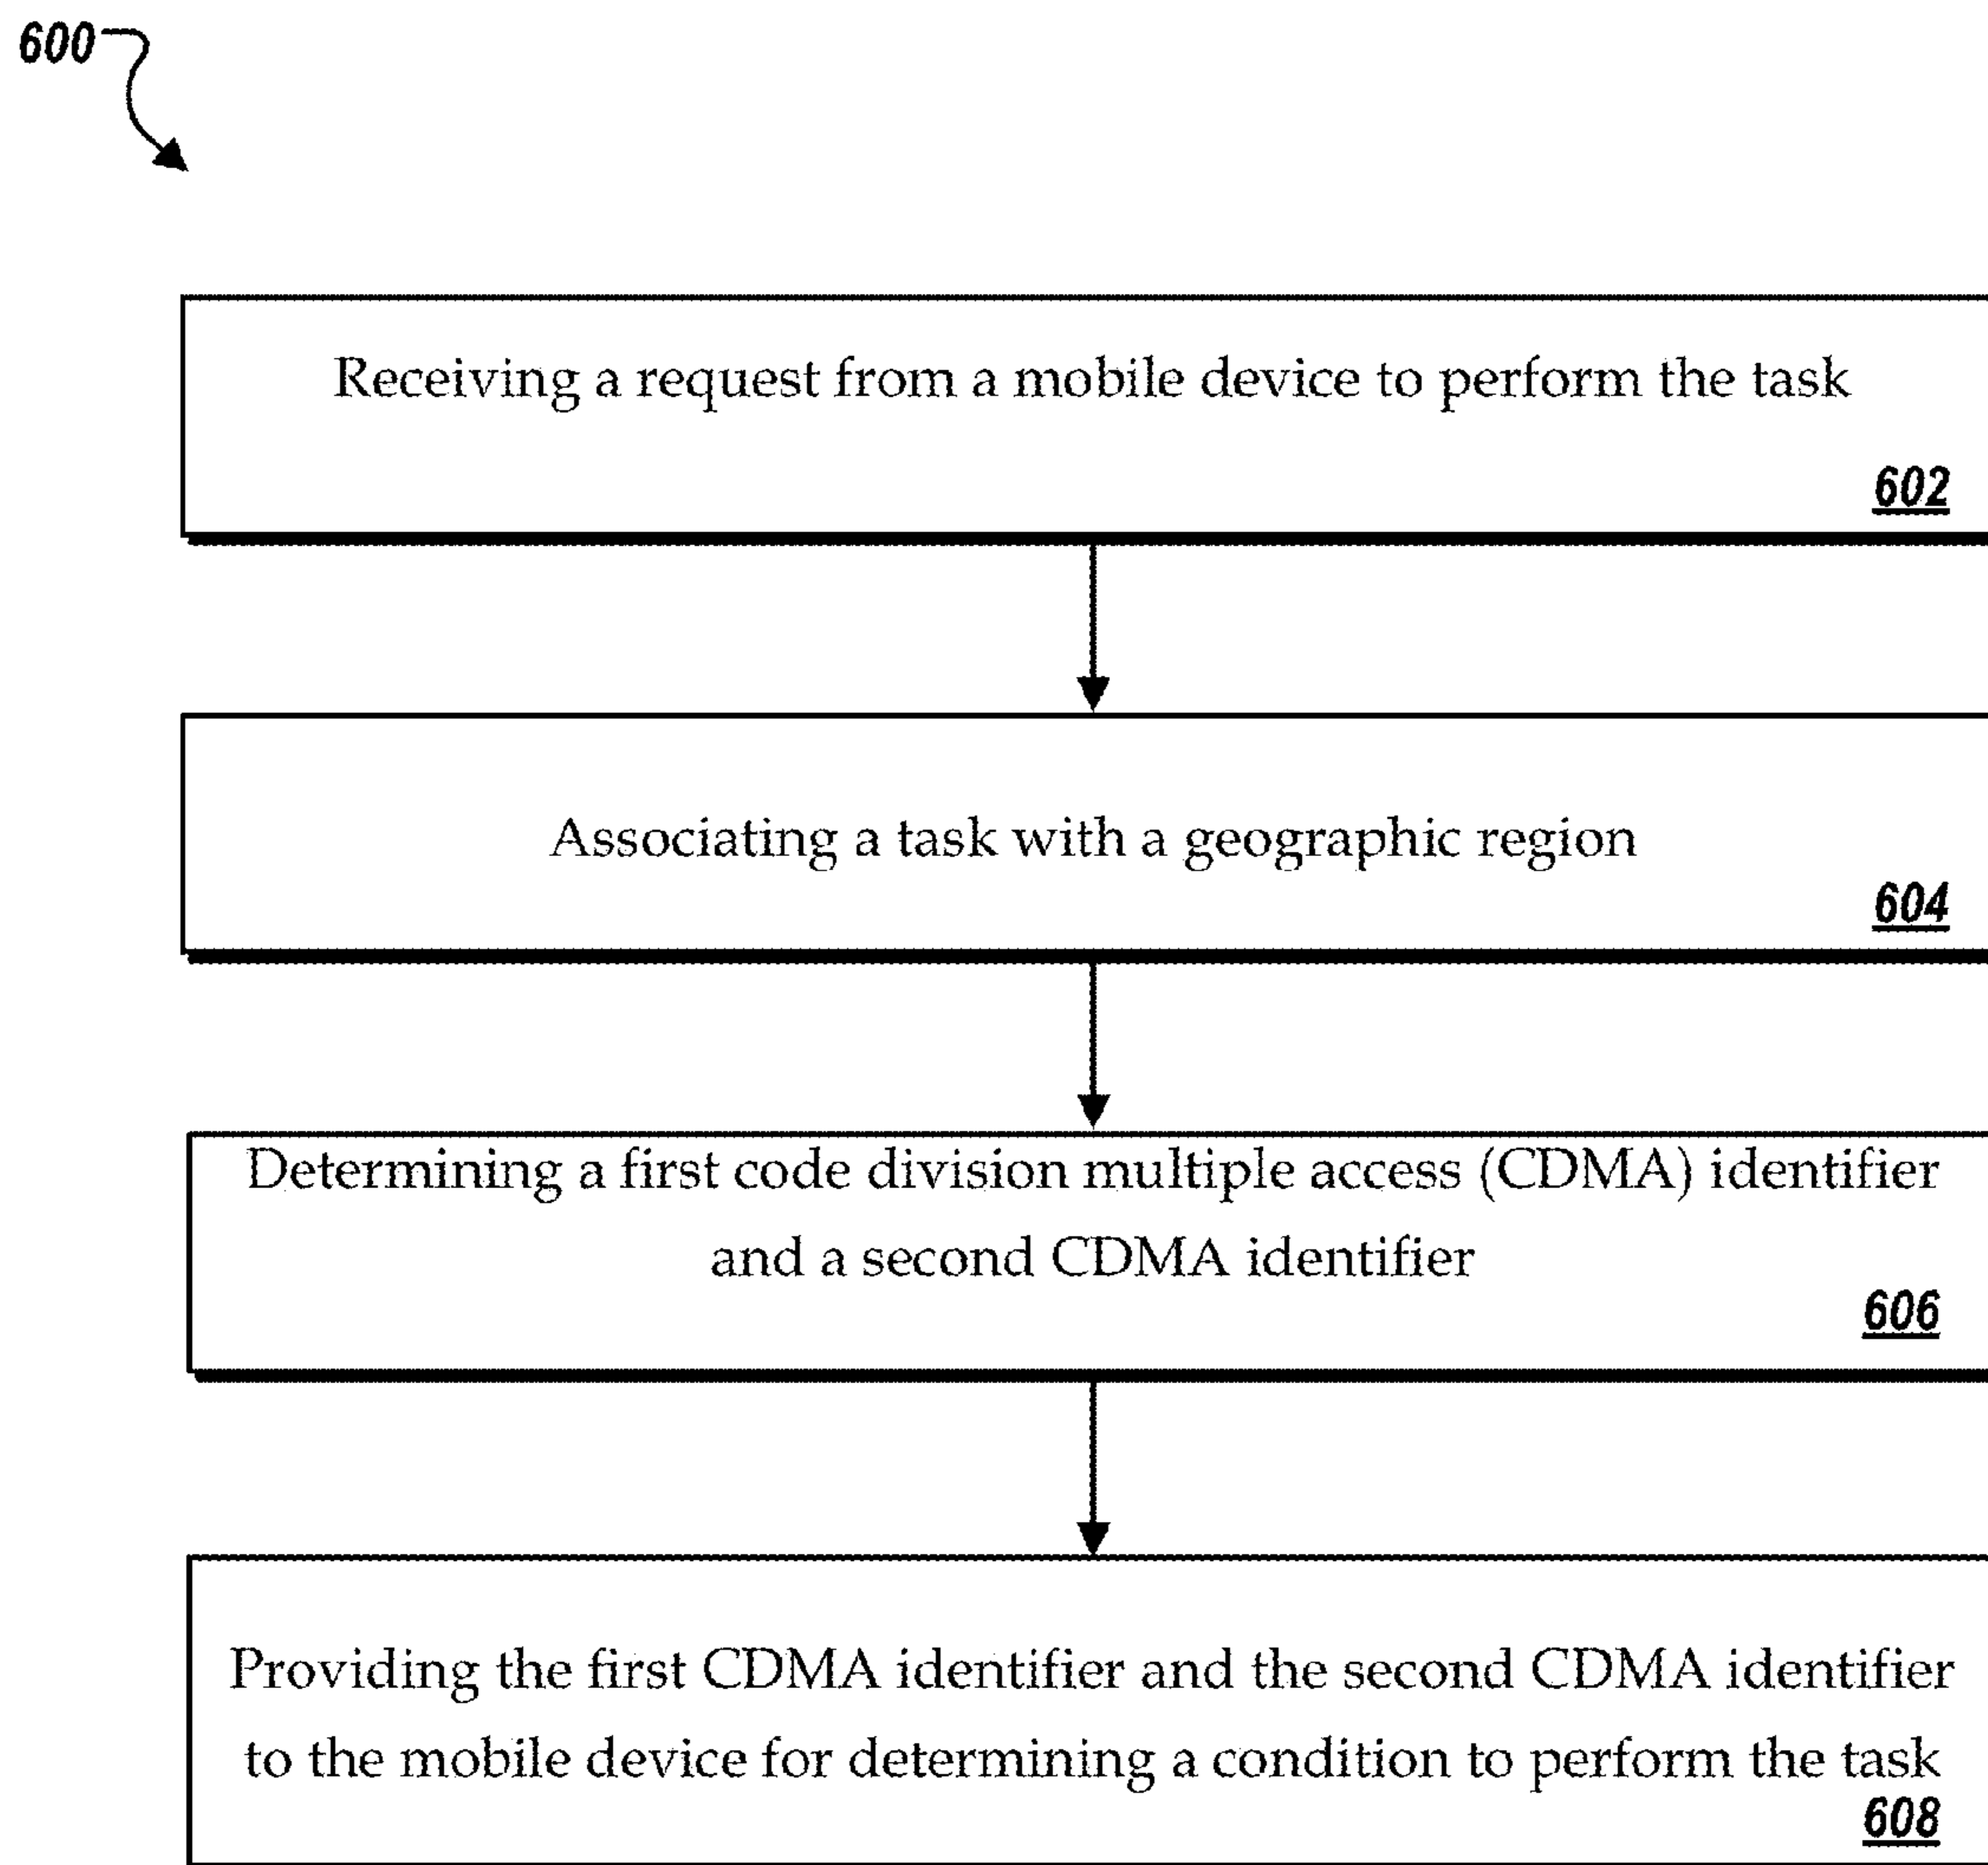 600
Receiving a request from a mobile device to perform the task
602
Associating a task with a geographic region
604
Determining a first code division multiple access (CDMA) identifier
and a second CDMA identifier
606
Providing the first CDMA identifier and the second CDMA identifier
to the mobile device for determining a condition to perform the task
608